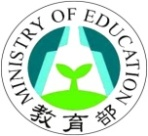 MINISTRY OF EDUCATION
教育部